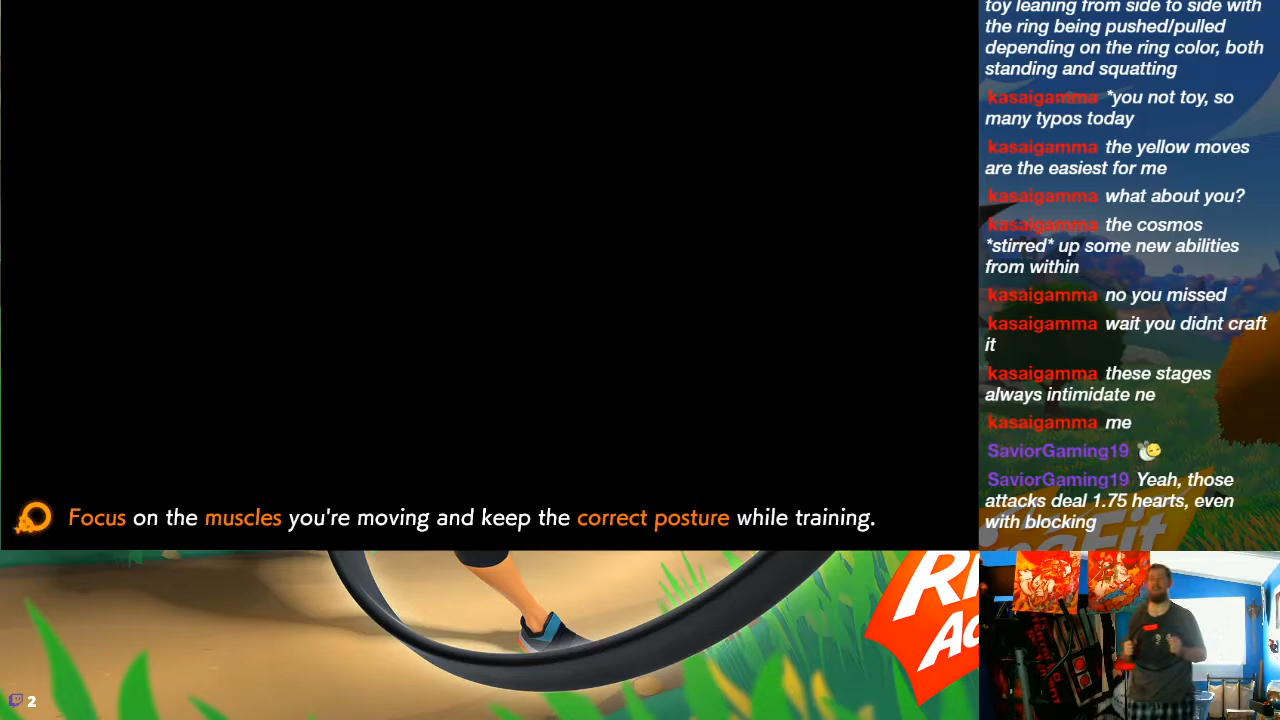 toy leaning from side to side with
the ring being pushed/pulled
depending on the ring color, both
standing and squatting
kasaigamma *you not toy, so
many typos today
kasaigamma the yellow moves
are the easiest for me
kasaigamma what about you?
kasaigamma the cosmos
*stirred* up some new abilities
from within
kasaigamma no you missed
kasaigamma wait you didnt craft
it
kasaigamma these stages
always intimidate ne
kasaigamma me
SaviorGaming19
SaviorGaming19 Yeah, those
attacks deal 1.75 hearts, even
with blocking
Focus on the muscles you're moving and keep the correct posture while training.
2